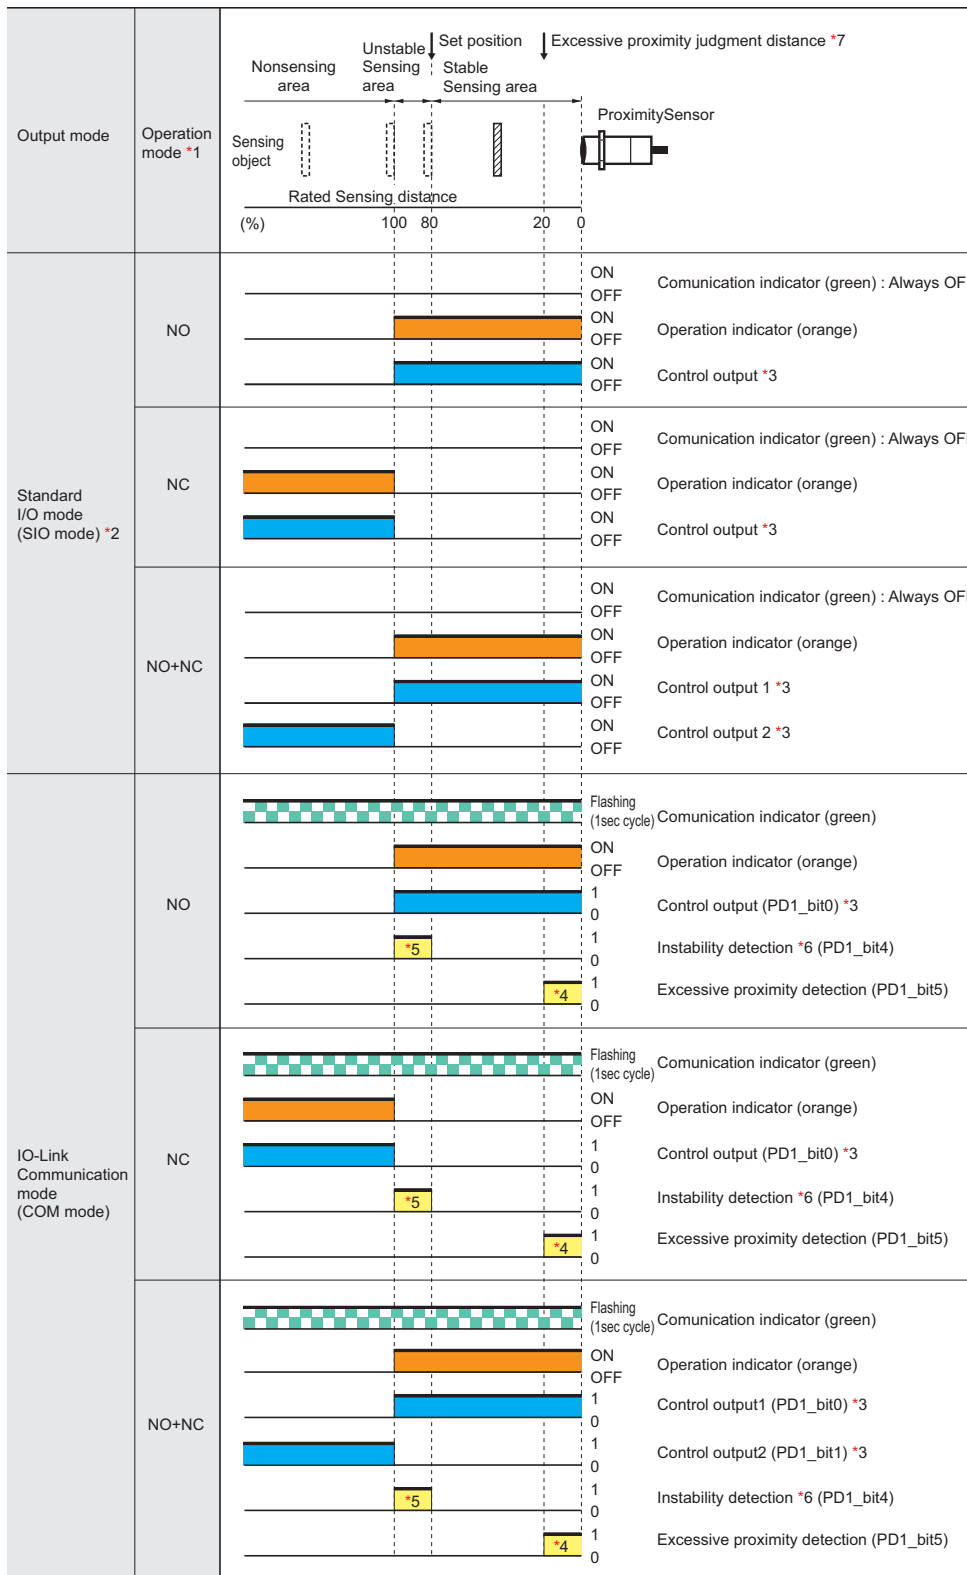 Output mode
Operation
mode *1
Nonsensing
area
Unstable
Sensing
area
Set position
Stable
Sensing area
Excessive proximity judgment distance *7
ProximitySensor
Sensing
object
Rated Sensing distance
(%)
100
80
20
0
Standard
I/O mode
(SIO mode) *2
NO
ON
OFF
Comunication indicator (green) : Always OF
ON
OFF
Operation indicator (orange)
ON
OFF
Control output *3
NC
ON
OFF
Comunication indicator (green) : Always OF
ON
OFF
Operation indicator (orange)
ON
OFF
Control output *3
NO+NC
ON
OFF
Comunication indicator (green) : Always OF
ON
OFF
Operation indicator (orange)
ON
OFF
Control output 1 *3
ON
OFF
Control output 2 *3
IO-Link
Communication
mode
(COM mode)
NO
Flashing
(1sec cycle)
Comunication indicator (green)
ON
OFF
Operation indicator (orange)
1
0
Control output (PD1_bit0) *3
*5
1
0
Instability detection *6 (PD1_bit4)
*4
1
0
Excessive proximity detection (PD1_bit5)
NC
Flashing
(1sec cycle)
Comunication indicator (green)
ON
OFF
Operation indicator (orange)
1
0
Control output (PD1_bit0) *3
*5
1
0
Instability detection *6 (PD1_bit4)
*4
1
0
Excessive proximity detection (PD1_bit5)
NO+NC
Flashing
(1sec cycle)
Comunication indicator (green)
ON
OFF
Operation indicator (orange)
1
0
Control output1 (PD1_bit0) *3
1
0
Control output2 (PD1_bit1) *3
*5
1
0
Instability detection *6 (PD1_bit4)
*4
1
0
Excessive proximity detection (PD1_bit5)